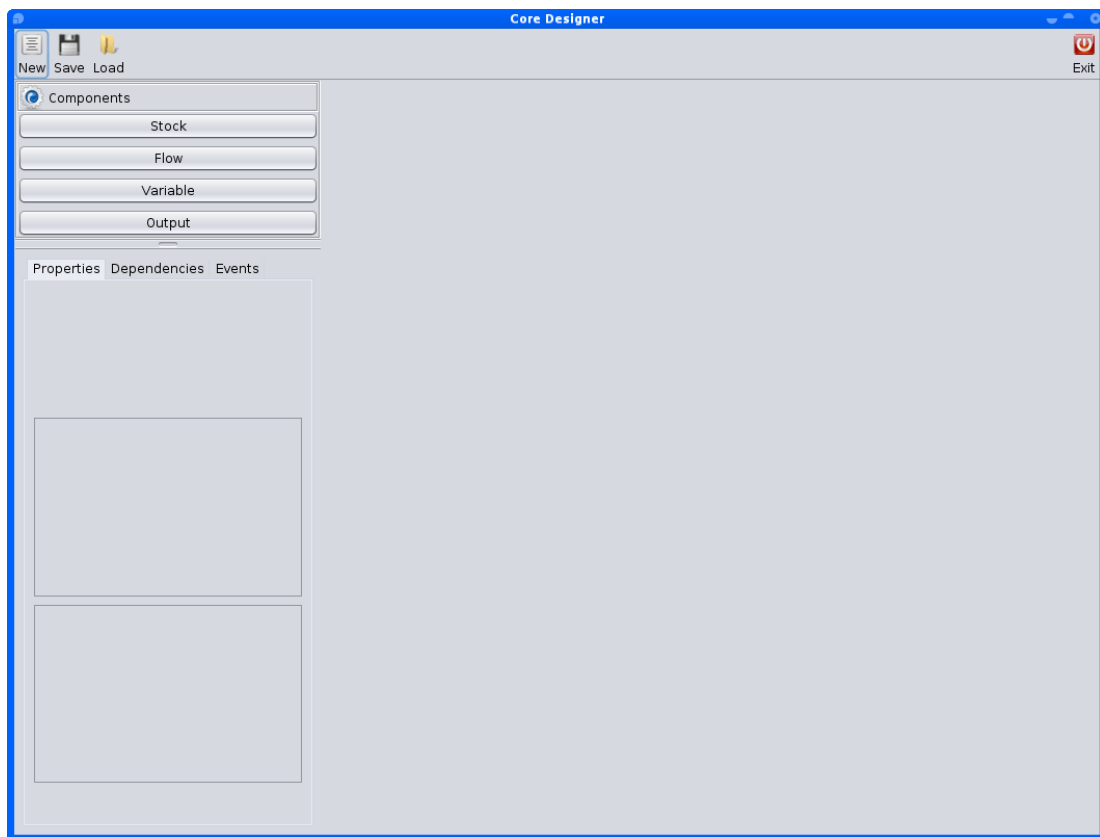 Core Designer
New Save Load
Exit
Components
Stock
Flow
Variable
Output
Properties Dependencies Events